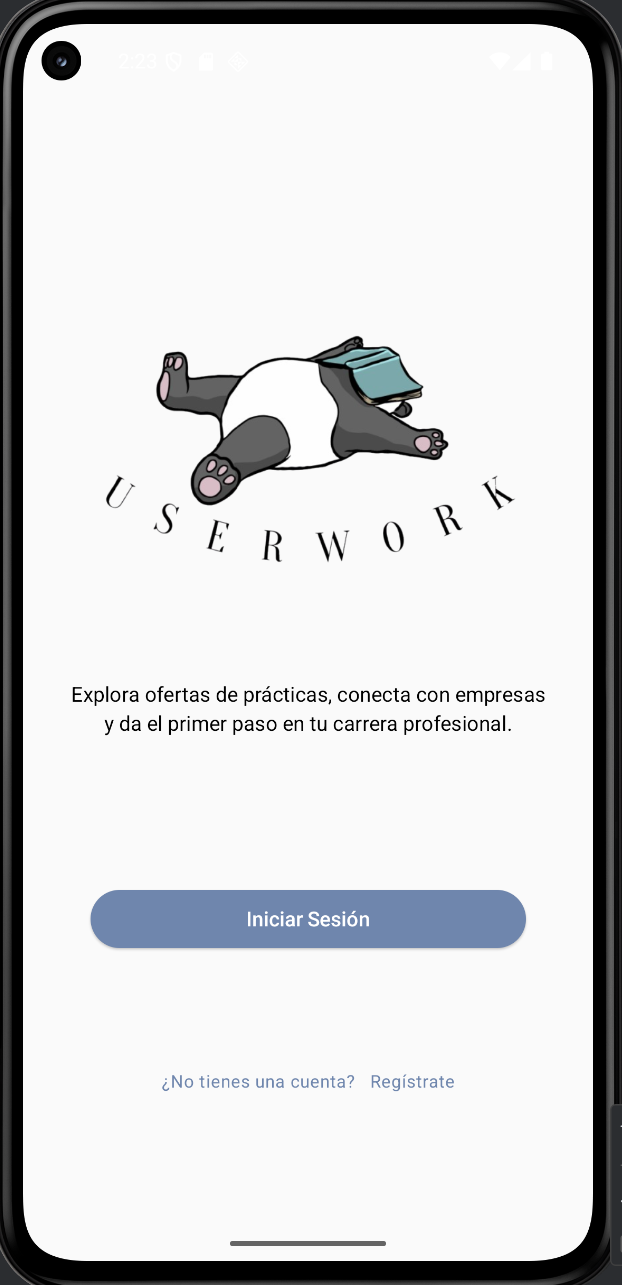 2:23
USERWORK
Explora ofertas de prácticas, conecta con empresas
y da el primer paso en tu carrera profesional.
Iniciar Sesión
¿No tienes una cuenta? Regístrate